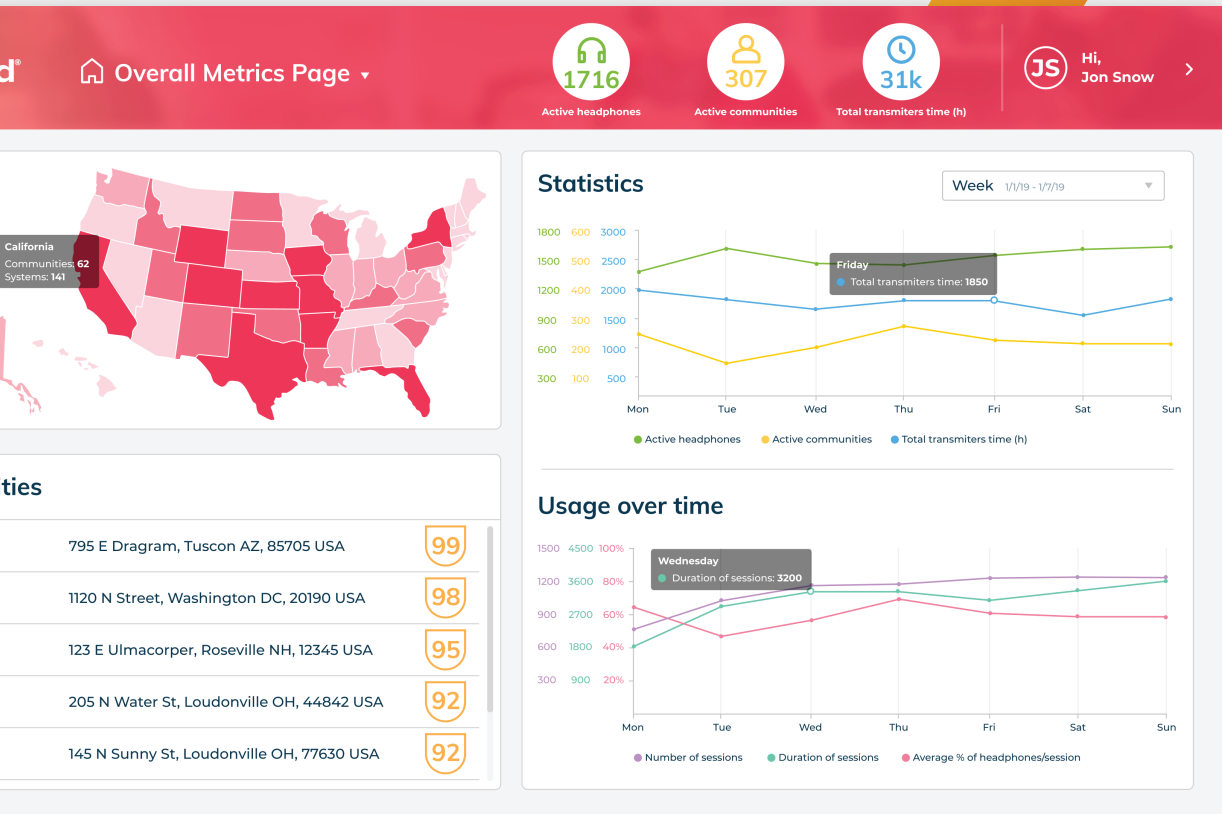 d®
Overall Metrics Page
1716
Active headphones
307
Active communities
31k
Total transmiters time (h)
JS
Hi,
Jon Snow
California
Communities: 62
Systems: 141
ties
795 E Dragram, Tuscon AZ, 85705 USA
99
1120 N Street, Washington DC, 20190 USA
98
123 E Ulmacorper, Roseville NH, 12345 USA
95
205 N Water St, Loudonville OH, 44842 USA
92
145 N Sunny St, Loudonville OH, 77630 USA
92
Statistics
Week 1/1/19 - 1/7/19
1800 600 3000
1500 500 2500
1200 400 2000
900 300 1500
600 200 1000
300 100 500
Friday
Total transmiters time: 1850
Mon Tue Wed Thu Fri Sat Sun
Active headphones Active communities Total transmiters time (h)
Usage over time
1500 4500 100%
1200 3600 80%
900 2700 60%
600 1800 40%
300 900 20%
Wednesday
Duration of sessions: 3200
Mon Tue Wed Thu Fri Sat Sun
Number of sessions Duration of sessions Average % of headphones/session